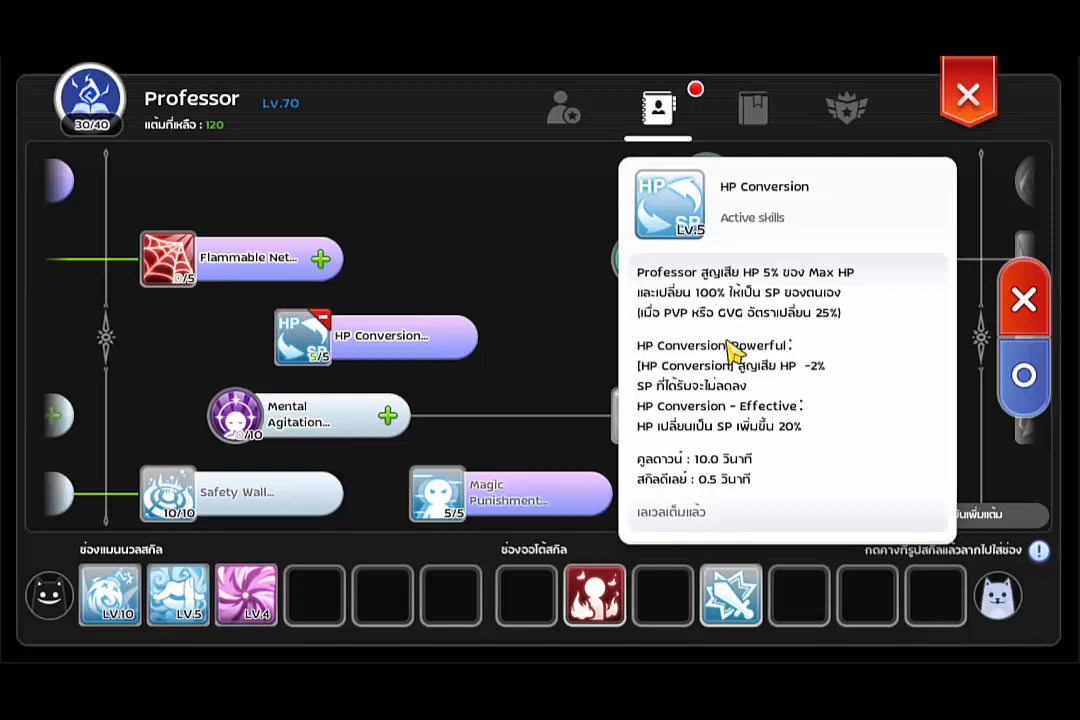 Professor Lv.70
30/40
แต้มที่เหลือ : 120
Flammable Net...
0/5
HP
SP
HP Conversion...
5/5
Mental
Agitation...
0/10
Safety Wall...
10/10
Magic
Punishment...
5/5
HP
SP
Lv.5
HP Conversion
Active skills
Professor สูญเสีย HP 5% ของ Max HP
และเปลี่ยน 100% ให้เป็น SP ของตนเอง
(เมื่อ PVP หรือ GVG อัตราเปลี่ยน 25%)
HP Conversion Powerful :
[HP Conversion] สูญเสีย HP -2%
SP ที่ได้รับจะไม่ลดลง
HP Conversion - Effective :
HP เปลี่ยนเป็น SP เพิ่มขึ้น 20%
คูลดาวน์ : 10.0 วินาที
สกิลดีเลย์ : 0.5 วินาที
เลเวลเต็มแล้ว
ช่องแมนนวลสกิล
ช่องออโต้สกิล
กดค้างที่รูปสกิลแล้วลากไปใส่ช่อง
LV.10
LV.5
LV.4